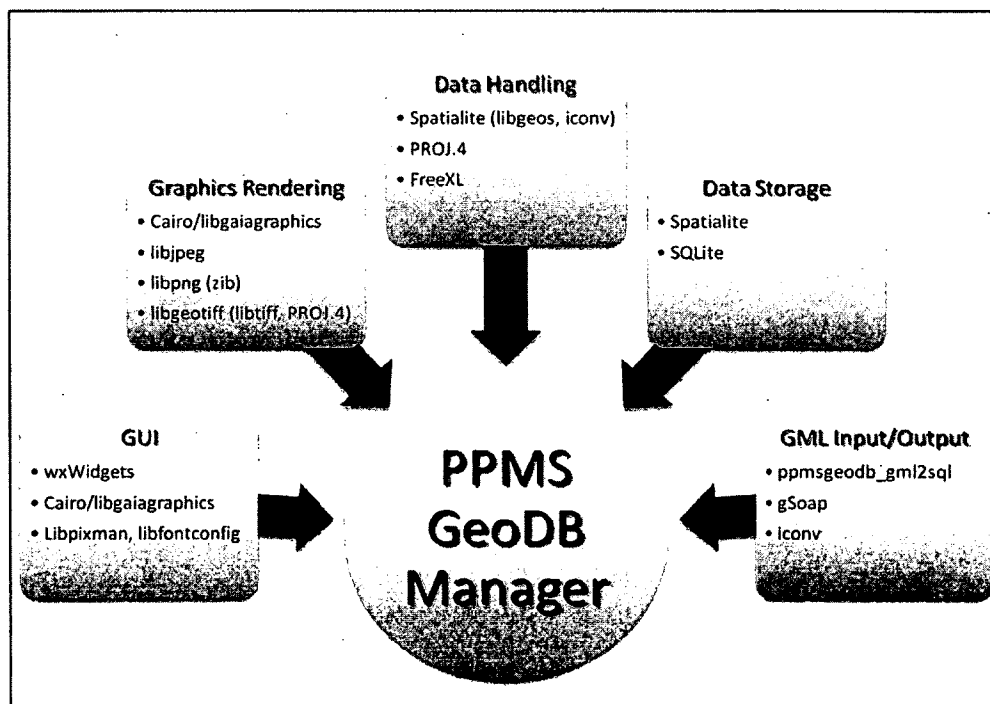 Data Handling
• Spatialite (libgeos, iconv)
• PROJ.4
• FreeXL
Graphics Rendering
• Cairo/libgaiagraphics
• libjpeg
• libpng (zib)
• libgeotiff (libtiff, PROJ.4)
Data Storage
• Spatialite
• SQLite
GUI
• wxWidgets
• Cairo/libgaiagraphics
• Libpixman, libfontconfig
PPMS
GeoDB
Manager
GML Input/Output
• ppmsgeodb_gml2sql
• gSoap
• iconv